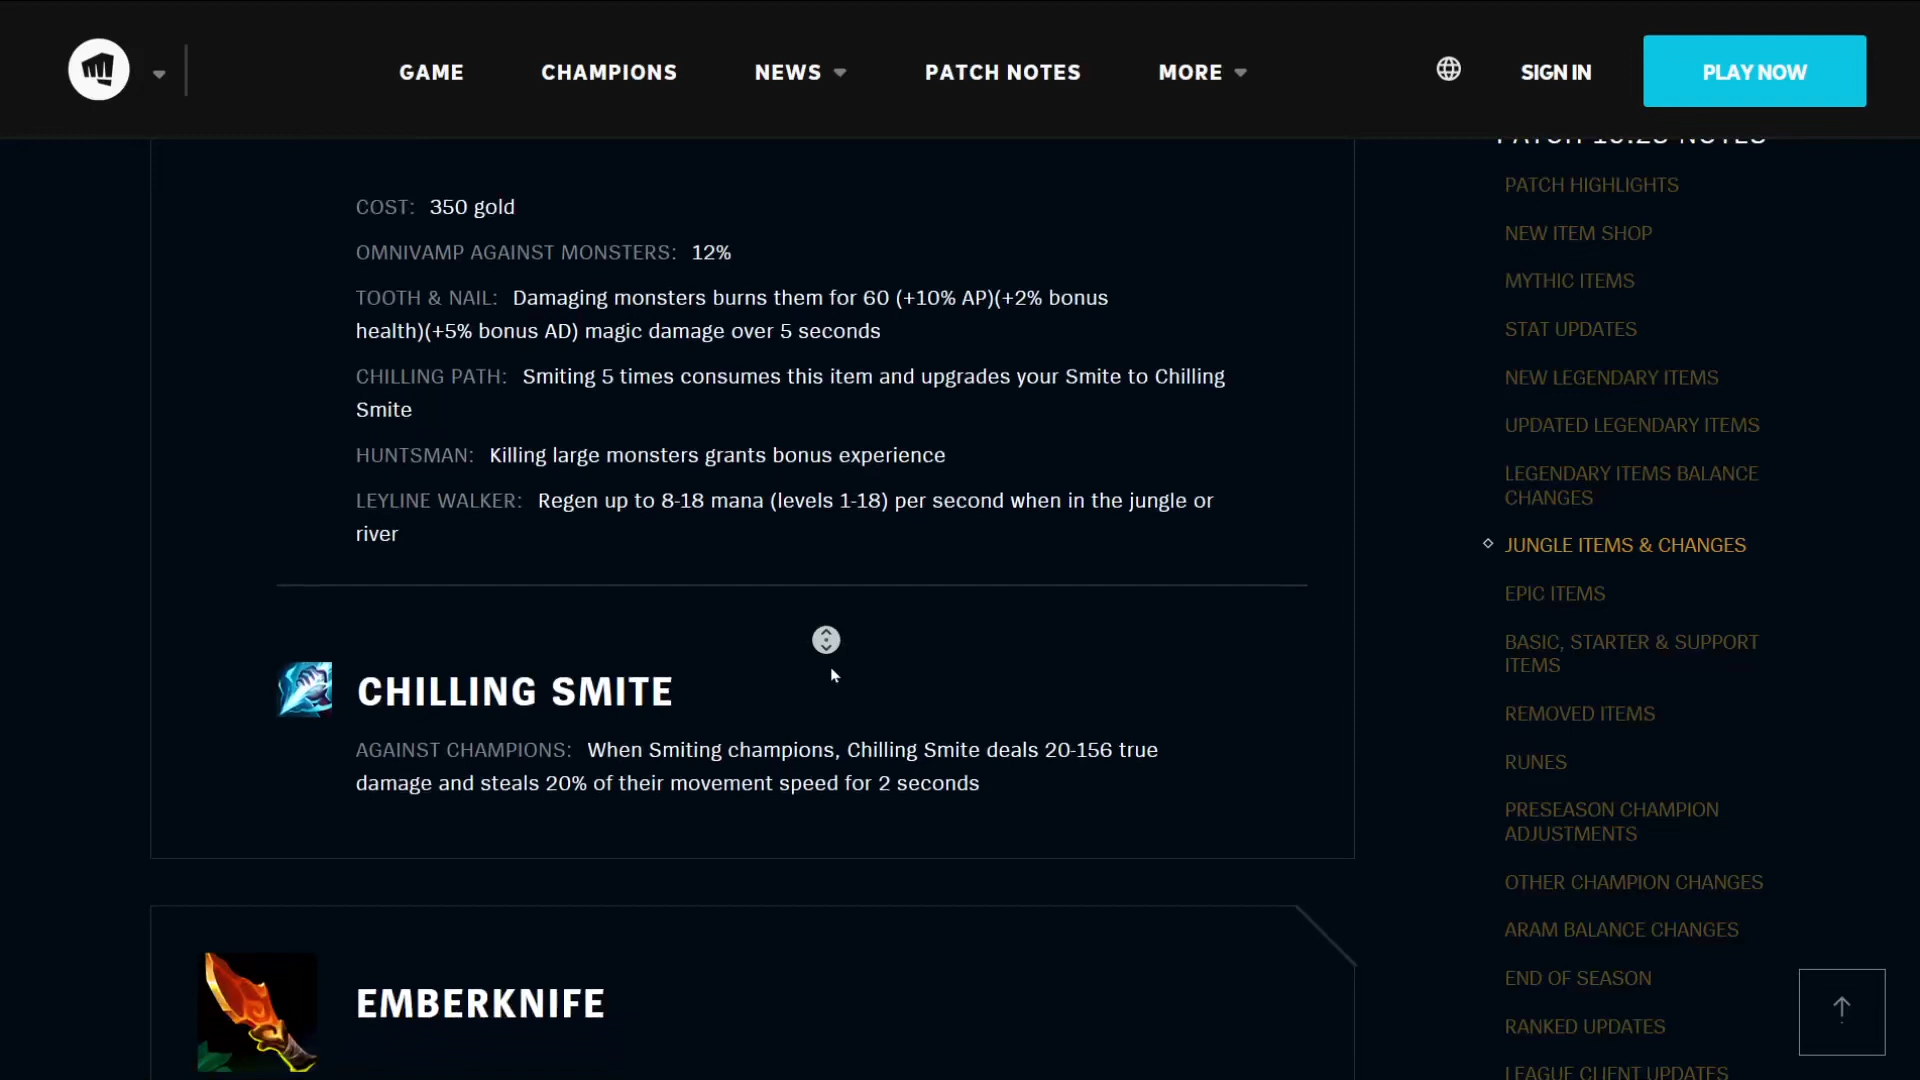 GAME
CHAMPIONS
NEWS
PATCH NOTES
MORE
SIGN IN
PLAY NOW
COST: 350 gold
OMNIVAMP AGAINST MONSTERS: 12%
TOOTH & NAIL: Damaging monsters burns them for 60 (+10% AP)(+2% bonus
health)(+5% bonus AD) magic damage over 5 seconds
CHILLING PATH: Smiting 5 times consumes this item and upgrades your Smite to Chilling
Smite
HUNTSMAN: Killing large monsters grants bonus experience
LEYLINE WALKER: Regen up to 8-18 mana (levels 1-18) per second when in the jungle or
river
CHILLING SMITE
AGAINST CHAMPIONS: When Smiting champions, Chilling Smite deals 20-156 true
damage and steals 20% of their movement speed for 2 seconds
EMBERKNIFE
PATCH 10.23 NOTES
PATCH HIGHLIGHTS
NEW ITEM SHOP
MYTHIC ITEMS
STAT UPDATES
NEW LEGENDARY ITEMS
UPDATED LEGENDARY ITEMS
LEGENDARY ITEMS BALANCE
CHANGES
JUNGLE ITEMS & CHANGES
EPIC ITEMS
BASIC, STARTER & SUPPORT
ITEMS
REMOVED ITEMS
RUNES
PRESEASON CHAMPION
ADJUSTMENTS
OTHER CHAMPION CHANGES
ARAM BALANCE CHANGES
END OF SEASON
RANKED UPDATES
LEAGUE CLIENT UPDATES